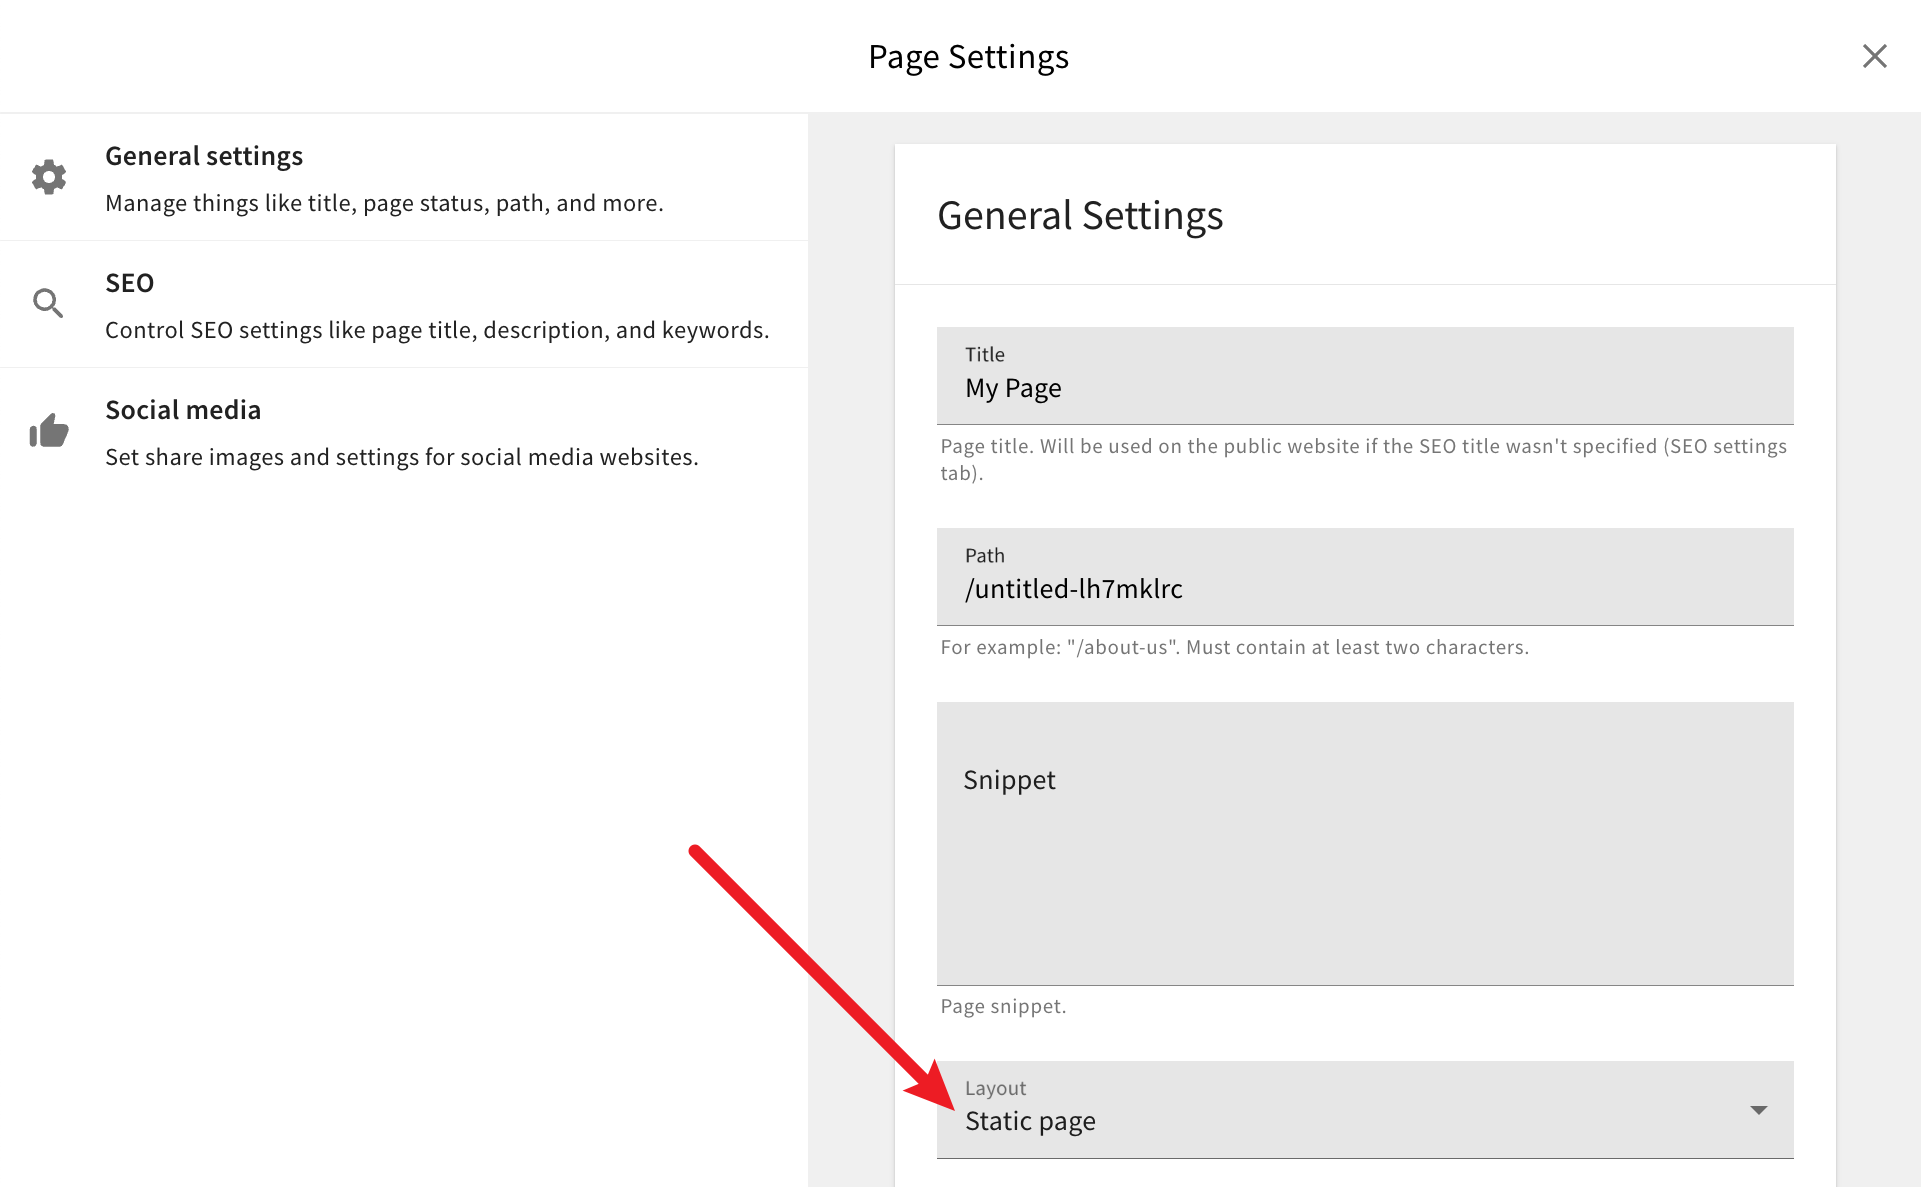 Page Settings
General settings
Manage things like title, page status, path, and more.
SEO
Control SEO settings like page title, description, and keywords.
Social media
Set share images and settings for social media websites.
General Settings
Title
My Page
Page title. Will be used on the public website if the SEO title wasn't specified (SEO settings
tab).
Path
/untitled-lh7mklrc
For example: "/about-us". Must contain at least two characters.
Snippet
Page snippet.
Layout
Static page